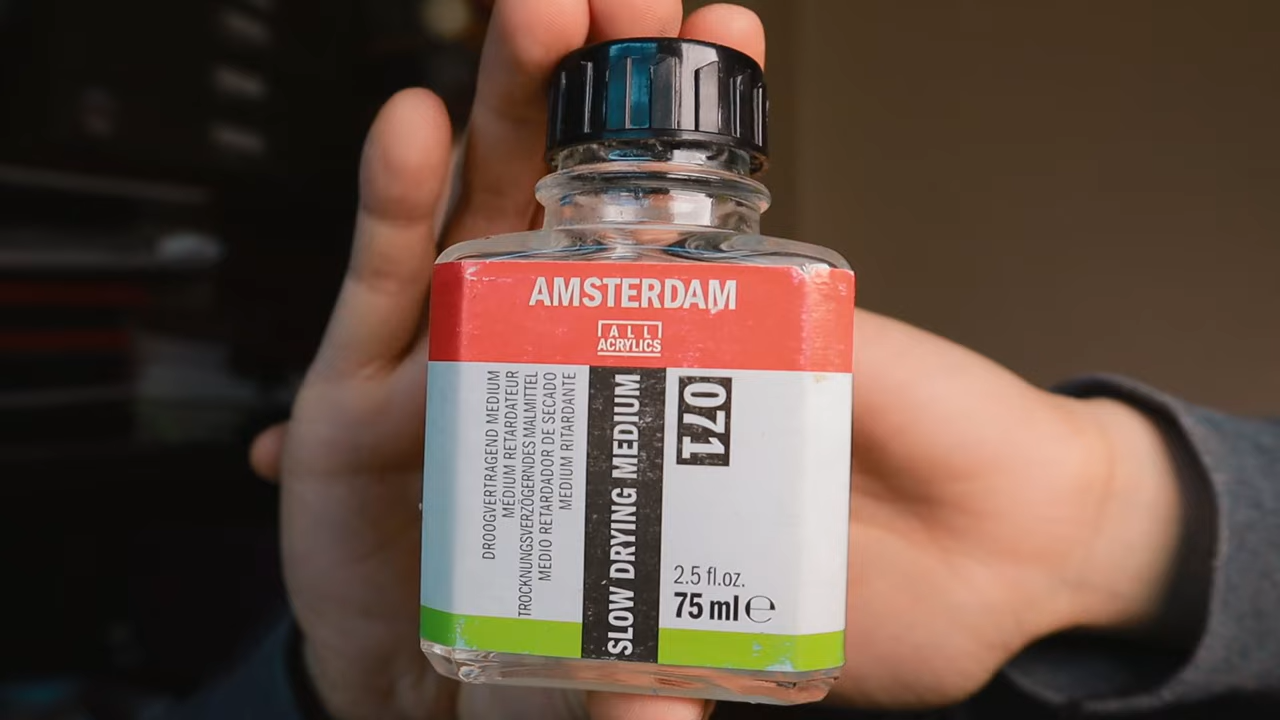 AMSTERDAM
ALL
ACRYLICS
DROOGVERTRAGEND MEDIUM
MÉDIUM RETARDATEUR
TROCKNUNGSVERZÖGERNDES MALMITTEL
MEDIO RETARDADOR DE SECADO
MEDIUM RITARDANTE
SLOW DRYING MEDIUM
071
2.5 fl.oz.
75 ml ℮